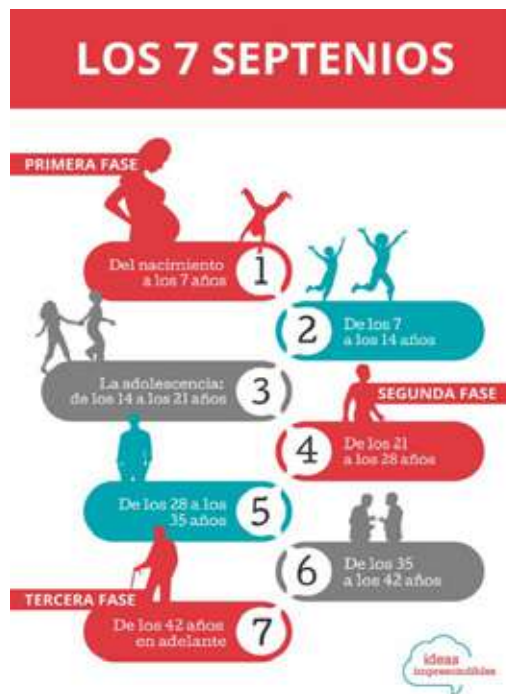 LOS 7 SEPTENIOS
PRIMERA FASE
Del nacimiento
a los 7 años
1
2
De los 7
a los 14 años
La adolescencia:
de los 14 a los 21 años
3
SEGUNDA FASE
4
De los 21
a los 28 años
De los 28 a los
35 años
5
6
De los 35
a los 42 años
TERCERA FASE
De los 42 años
en adelante
7
ideas
imprescindibles